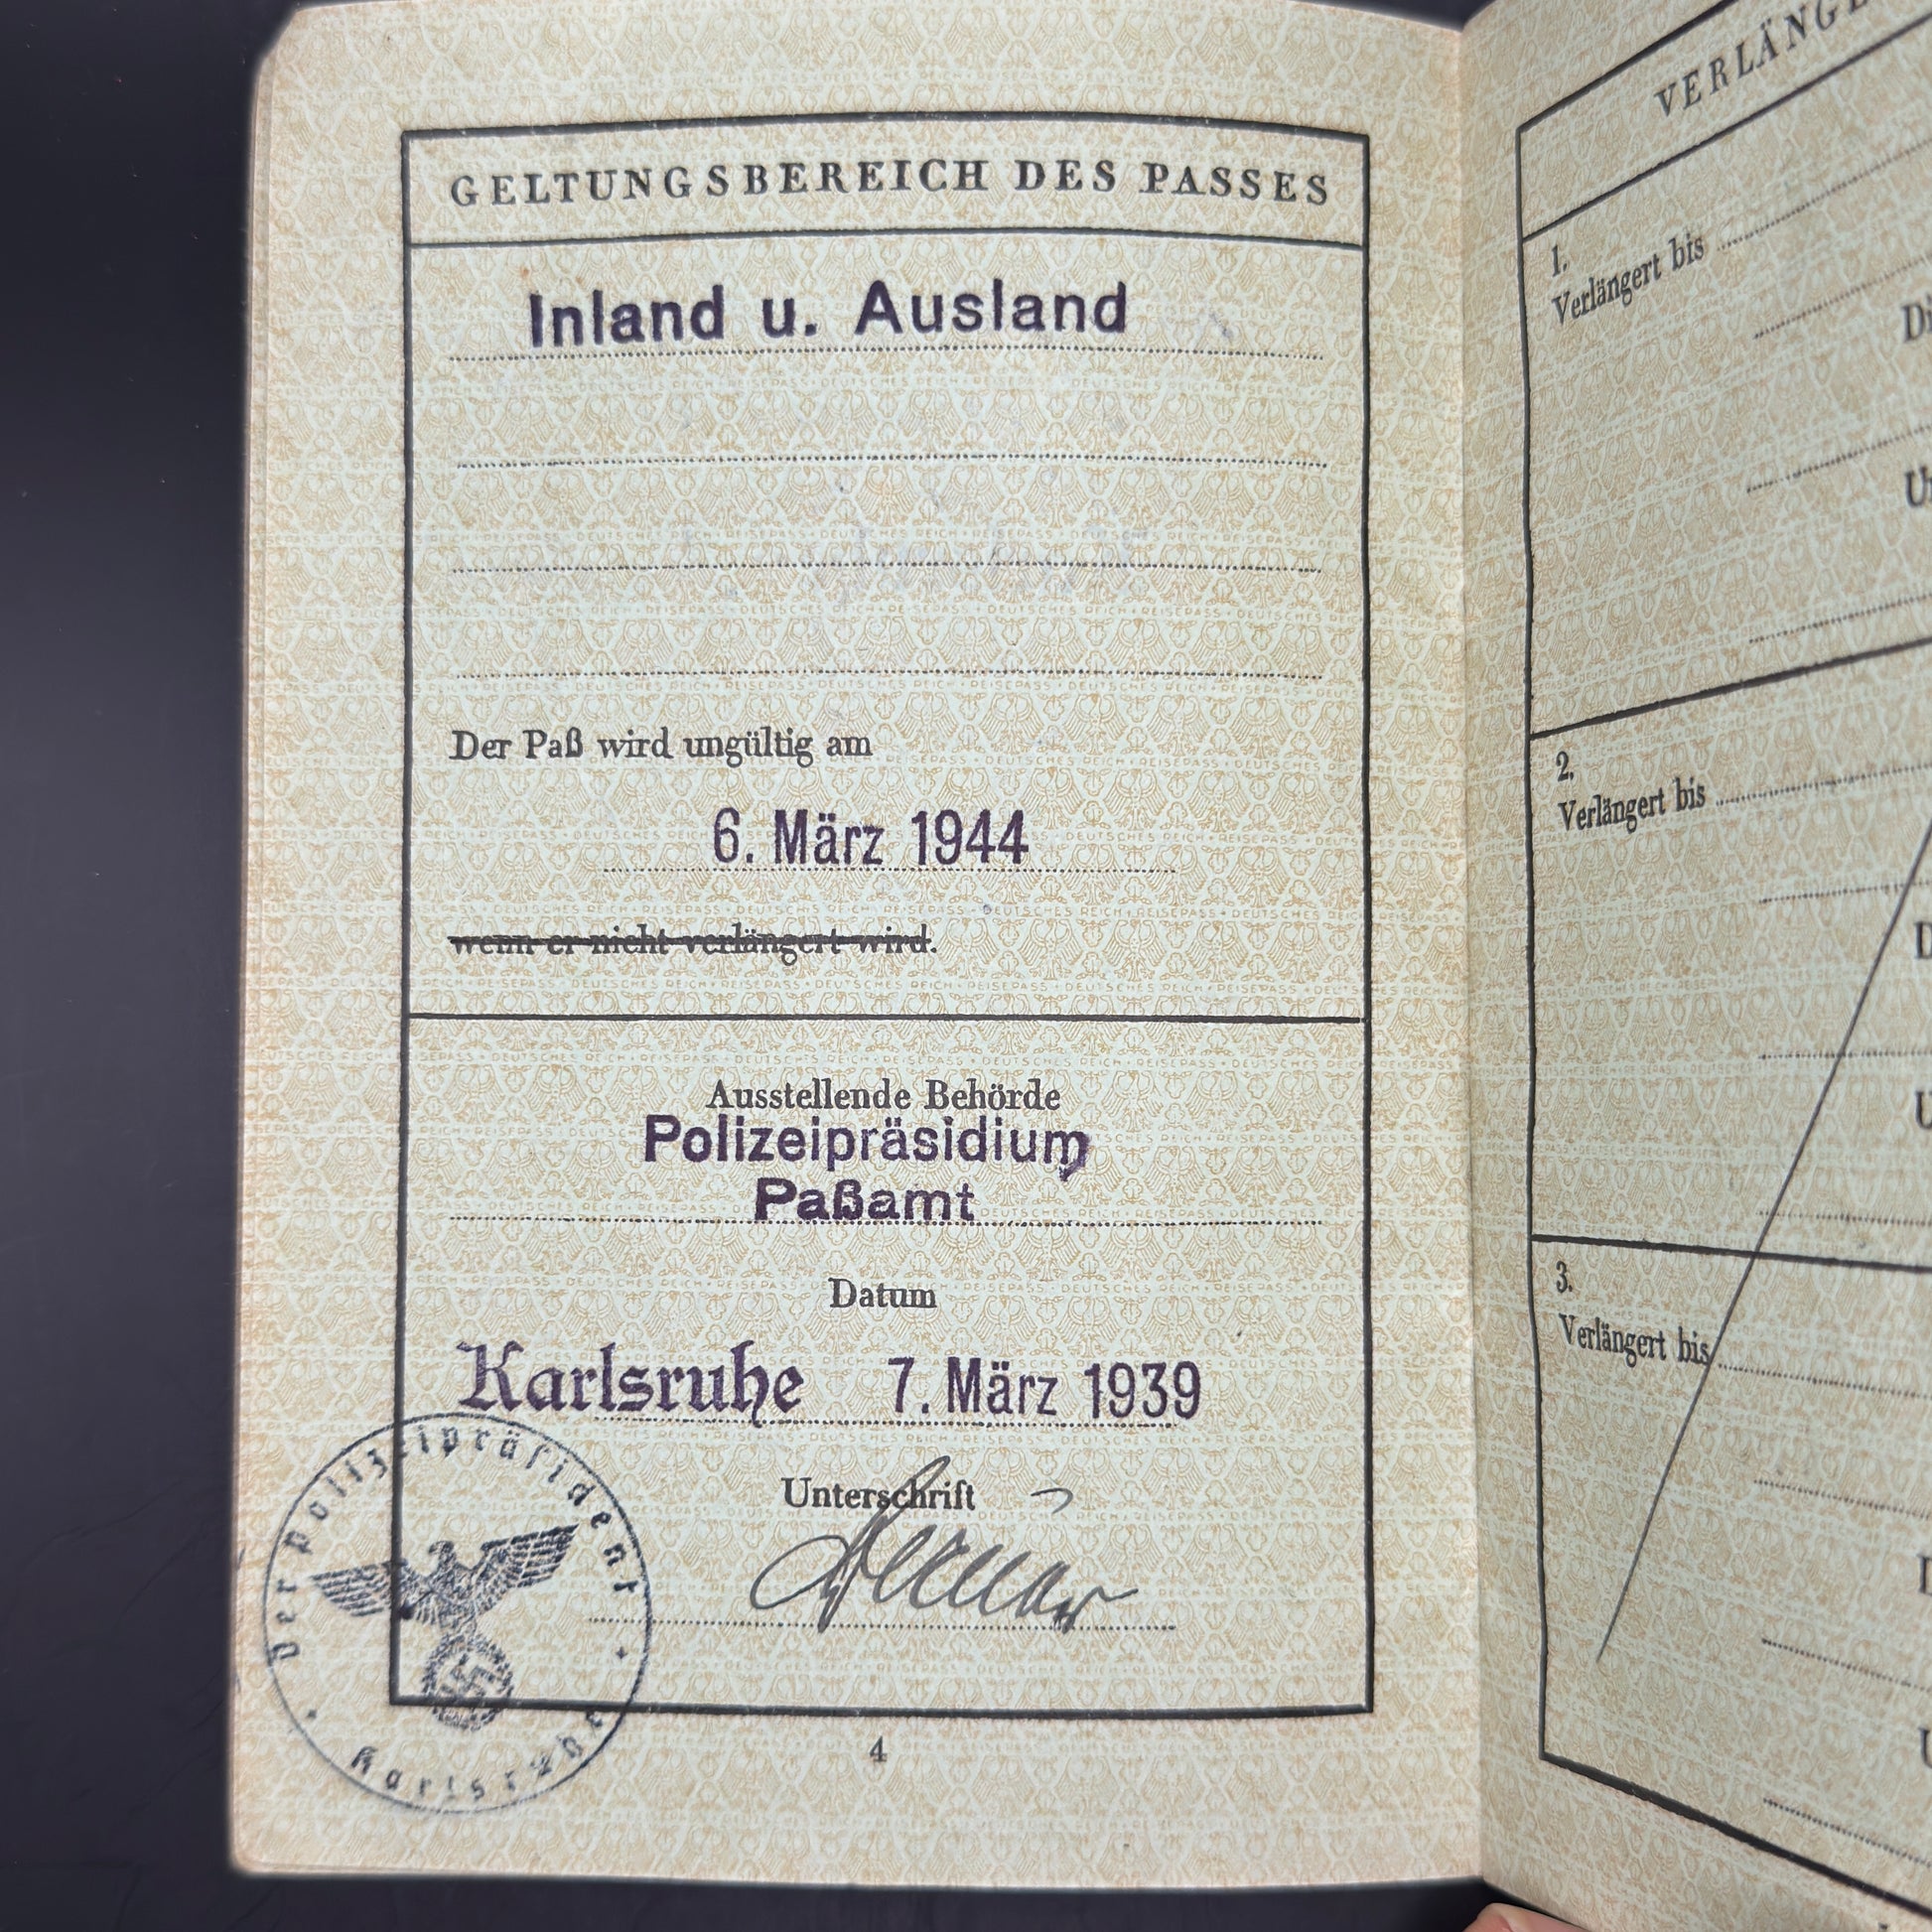 GELTUNGSBEREICH DES PASSES
Inland u. Ausland
Der Paß wird ungültig am
6. März 1944
wenn er nicht verlängert wird.
Ausstellende Behörde
Polizeipräsidium
Paßamt
Datum
Karlsruhe 7. März 1939
Unterschrift
Der Polizeipräsident
Karlsruhe
4
1.
Verlängert bis
2.
Verlängert bis
3.
Verlängert bis